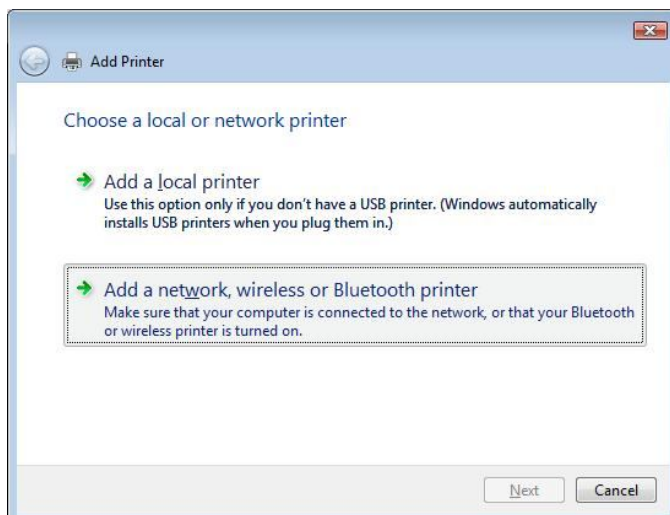 Add Printer
Choose a local or network printer
Add a local printer
Use this option only if you don't have a USB printer. (Windows automatically
installs USB printers when you plug them in.)
Add a network, wireless or Bluetooth printer
Make sure that your computer is connected to the network, or that your Bluetooth
or wireless printer is turned on.
Next Cancel